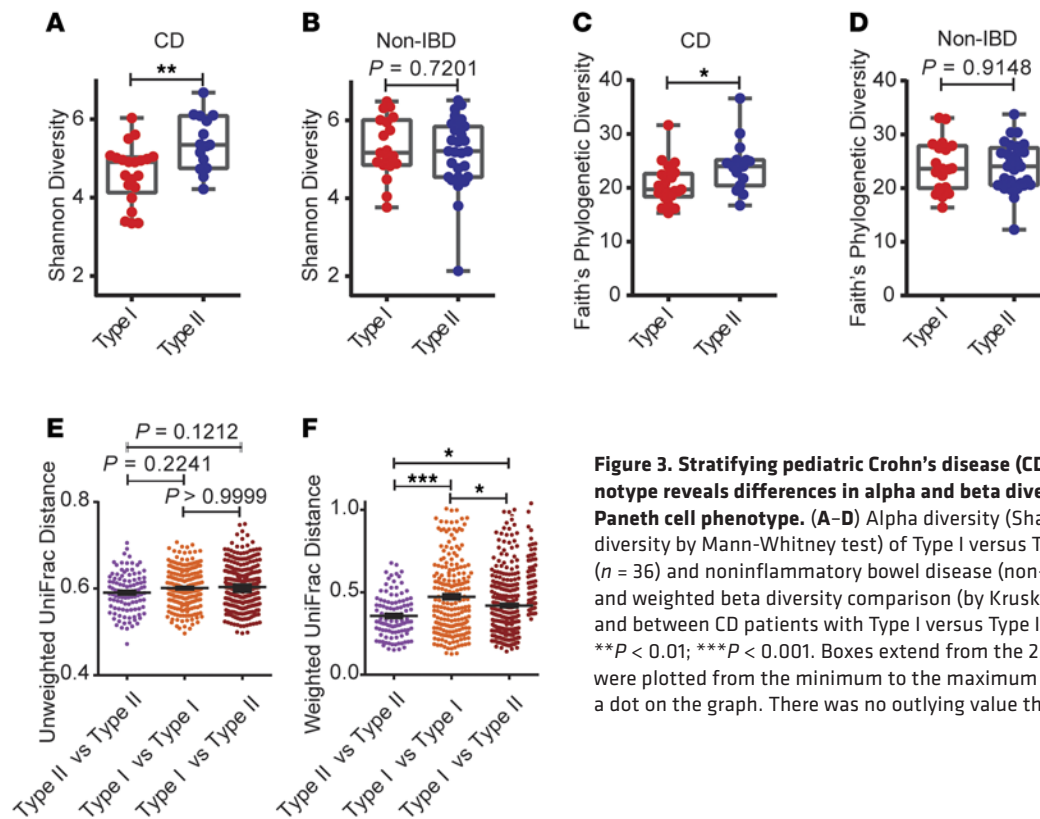 A
CD
**
Shannon Diversity
6
4
2
Type I
Type II
B
Non-IBD
P = 0.7201
Shannon Diversity
6
4
2
Type I
Type II
C
CD
*
Faith's Phylogenetic Diversity
40
30
20
10
0
Type I
Type II
D
Non-IBD
P = 0.9148
Faith's Phylogenetic Diversity
40
30
20
10
0
Type I
Type II
E
P = 0.1212
P = 0.2241
P > 0.9999
Unweighted UniFrac Distance
0.8
0.6
0.4
Type II vs Type II
Type I vs Type I
Type I vs Type II
F
*
***
*
Weighted UniFrac Distance
1.0
0.5
0.0
Type II vs Type II
Type I vs Type I
Type I vs Type II
Figure 3. Stratifying pediatric Crohn's disease (CD
notype reveals differences in alpha and beta dive
Paneth cell phenotype. (A–D) Alpha diversity (Sha
diversity by Mann-Whitney test) of Type I versus T
(n = 36) and noninflammatory bowel disease (non-
and weighted beta diversity comparison (by Krusk
and between CD patients with Type I versus Type I
**P < 0.01; ***P < 0.001. Boxes extend from the 2
were plotted from the minimum to the maximum
a dot on the graph. There was no outlying value th